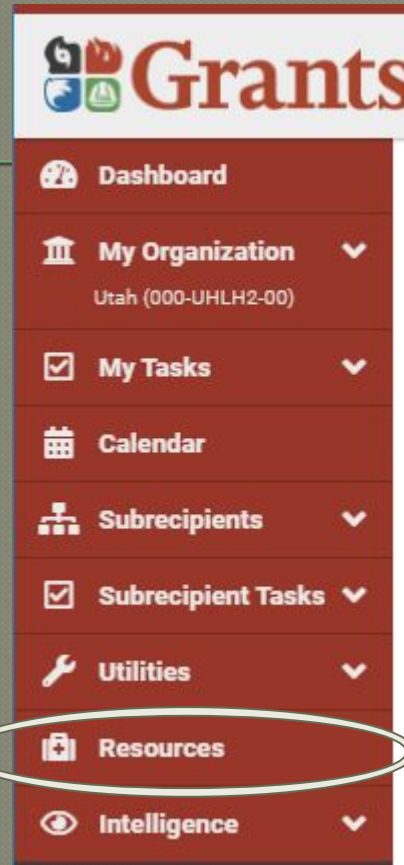 Grants
Dashboard
My Organization
Utah (000-UHLH2-00)
My Tasks
Calendar
Subrecipients
Subrecipient Tasks
Utilities
Resources
Intelligence